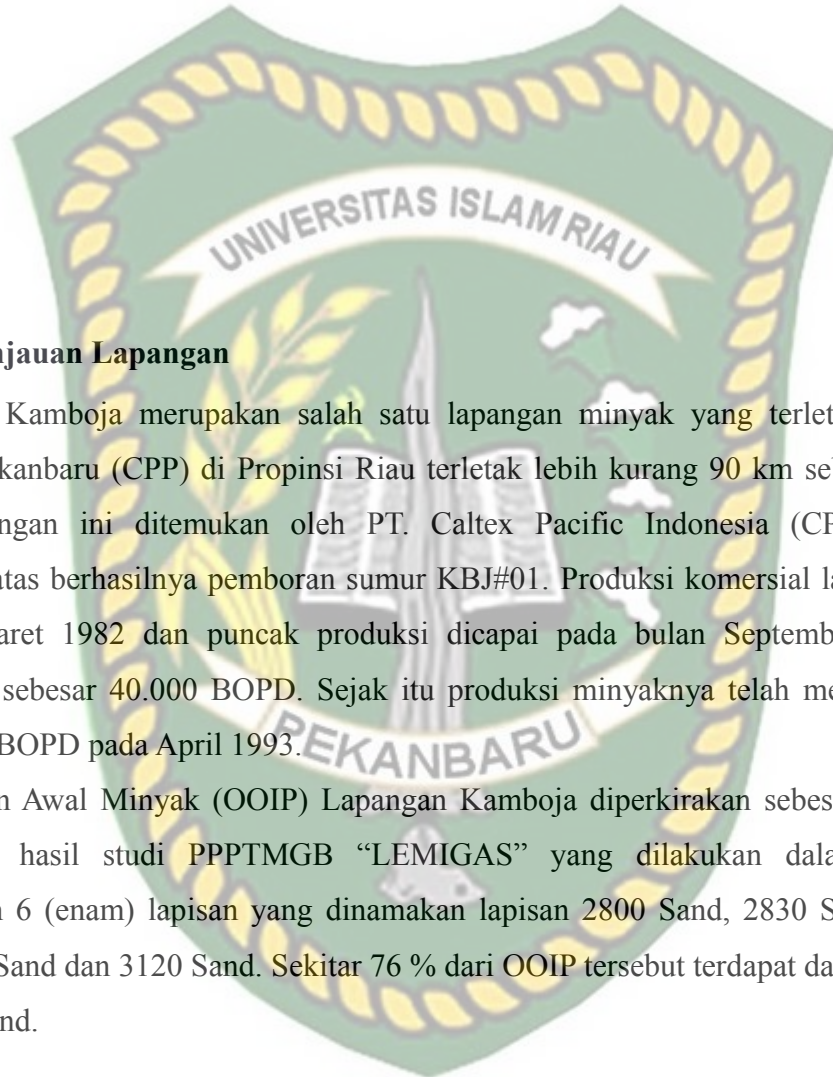 UNIVERSITAS ISLAM RIAU
njauan Lapangan
Kamboja merupakan salah satu lapangan minyak yang terlet
kanbaru (CPP) di Propinsi Riau terletak lebih kurang 90 km se
ngan ini ditemukan oleh PT. Caltex Pacific Indonesia (CP
atas berhasilnya pemboran sumur KBJ#01. Produksi komersial la
aret 1982 dan puncak produksi dicapai pada bulan Septemb
sebesar 40.000 BOPD. Sejak itu produksi minyaknya telah me
BOPD pada April 1993.
PEKANBARU
n Awal Minyak (OOIP) Lapangan Kamboja diperkirakan sebes
hasil studi PPPTMGB “LEMIGAS” yang dilakukan dala
n 6 (enam) lapisan yang dinamakan lapisan 2800 Sand, 2830 S
Sand dan 3120 Sand. Sekitar 76 % dari OOIP tersebut terdapat da
nd.